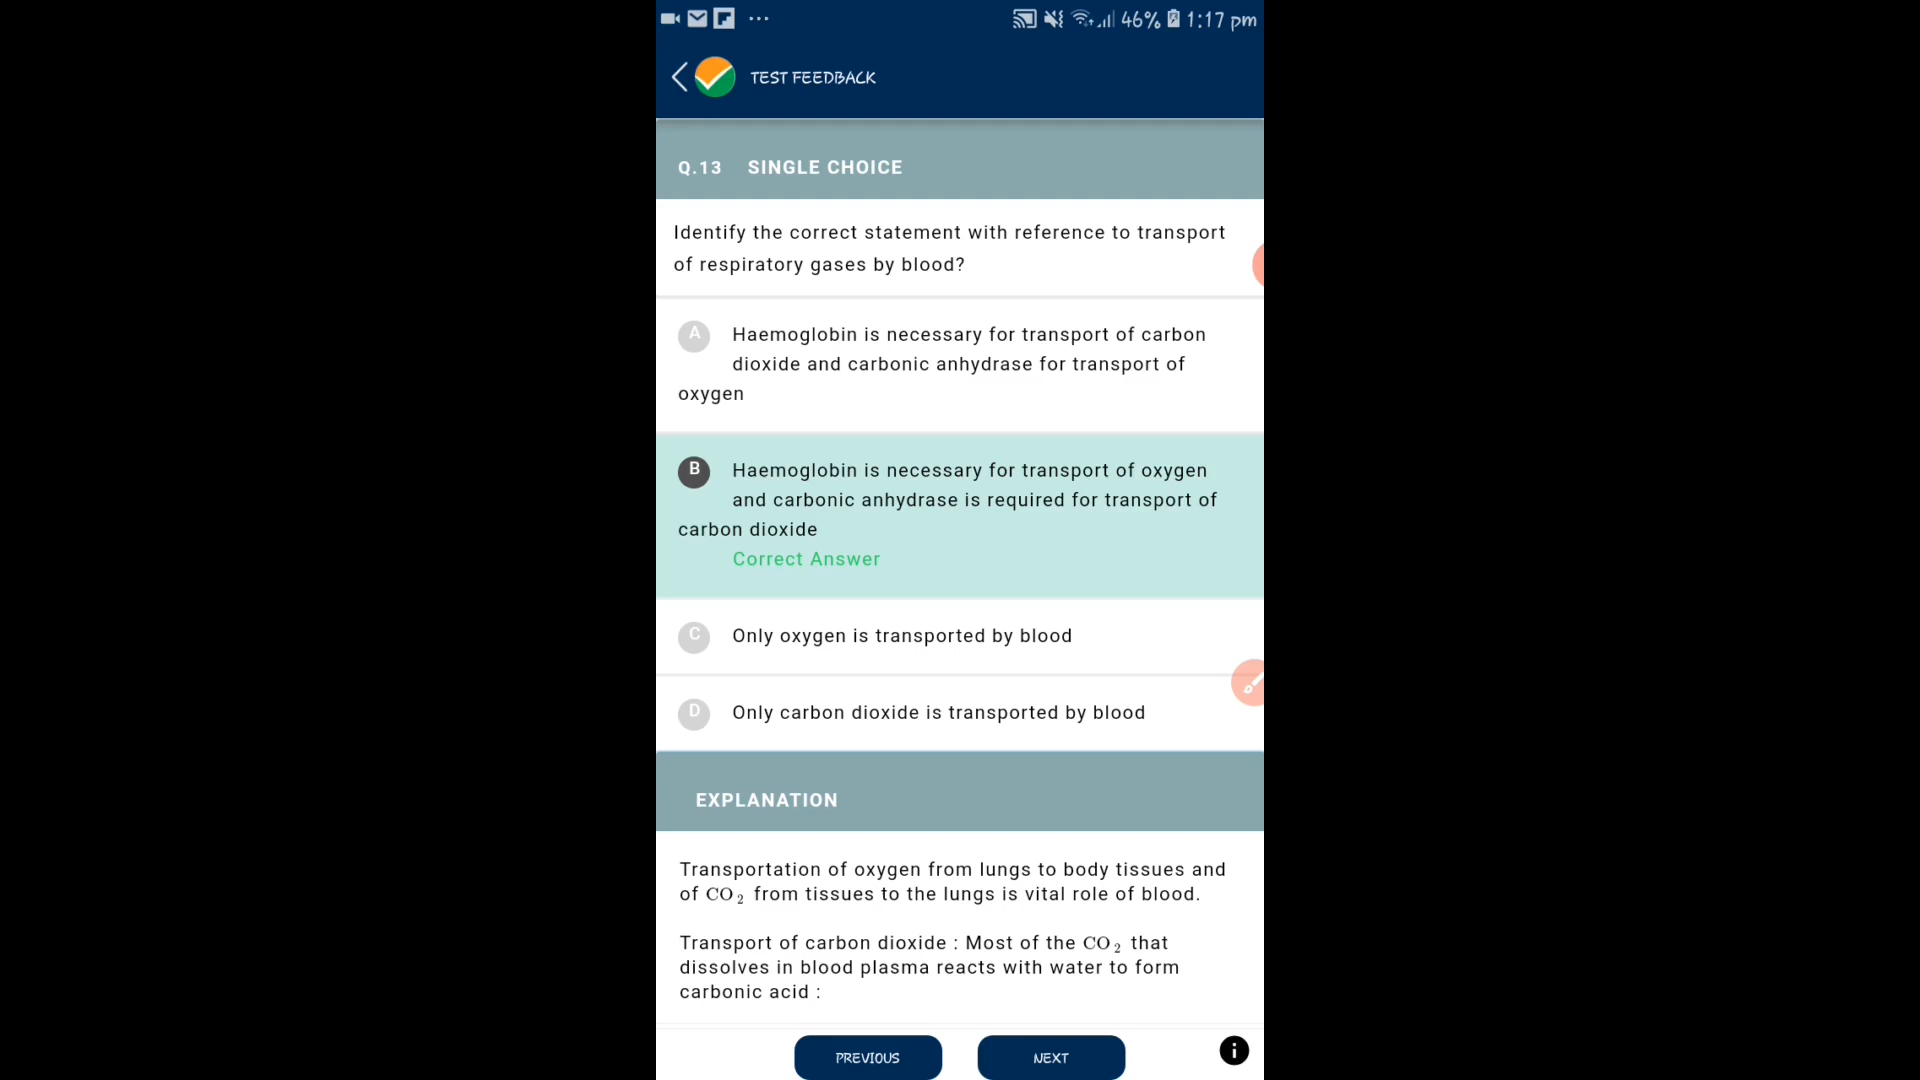 46% 1:17 pm
TEST FEEDBACK
Q.13 SINGLE CHOICE
Identify the correct statement with reference to transport
of respiratory gases by blood?
A Haemoglobin is necessary for transport of carbon
dioxide and carbonic anhydrase for transport of
oxygen
B Haemoglobin is necessary for transport of oxygen
and carbonic anhydrase is required for transport of
carbon dioxide
Correct Answer
C Only oxygen is transported by blood
D Only carbon dioxide is transported by blood
EXPLANATION
Transportation of oxygen from lungs to body tissues and
of CO₂ from tissues to the lungs is vital role of blood.
Transport of carbon dioxide : Most of the CO₂ that
dissolves in blood plasma reacts with water to form
carbonic acid :
PREVIOUS NEXT